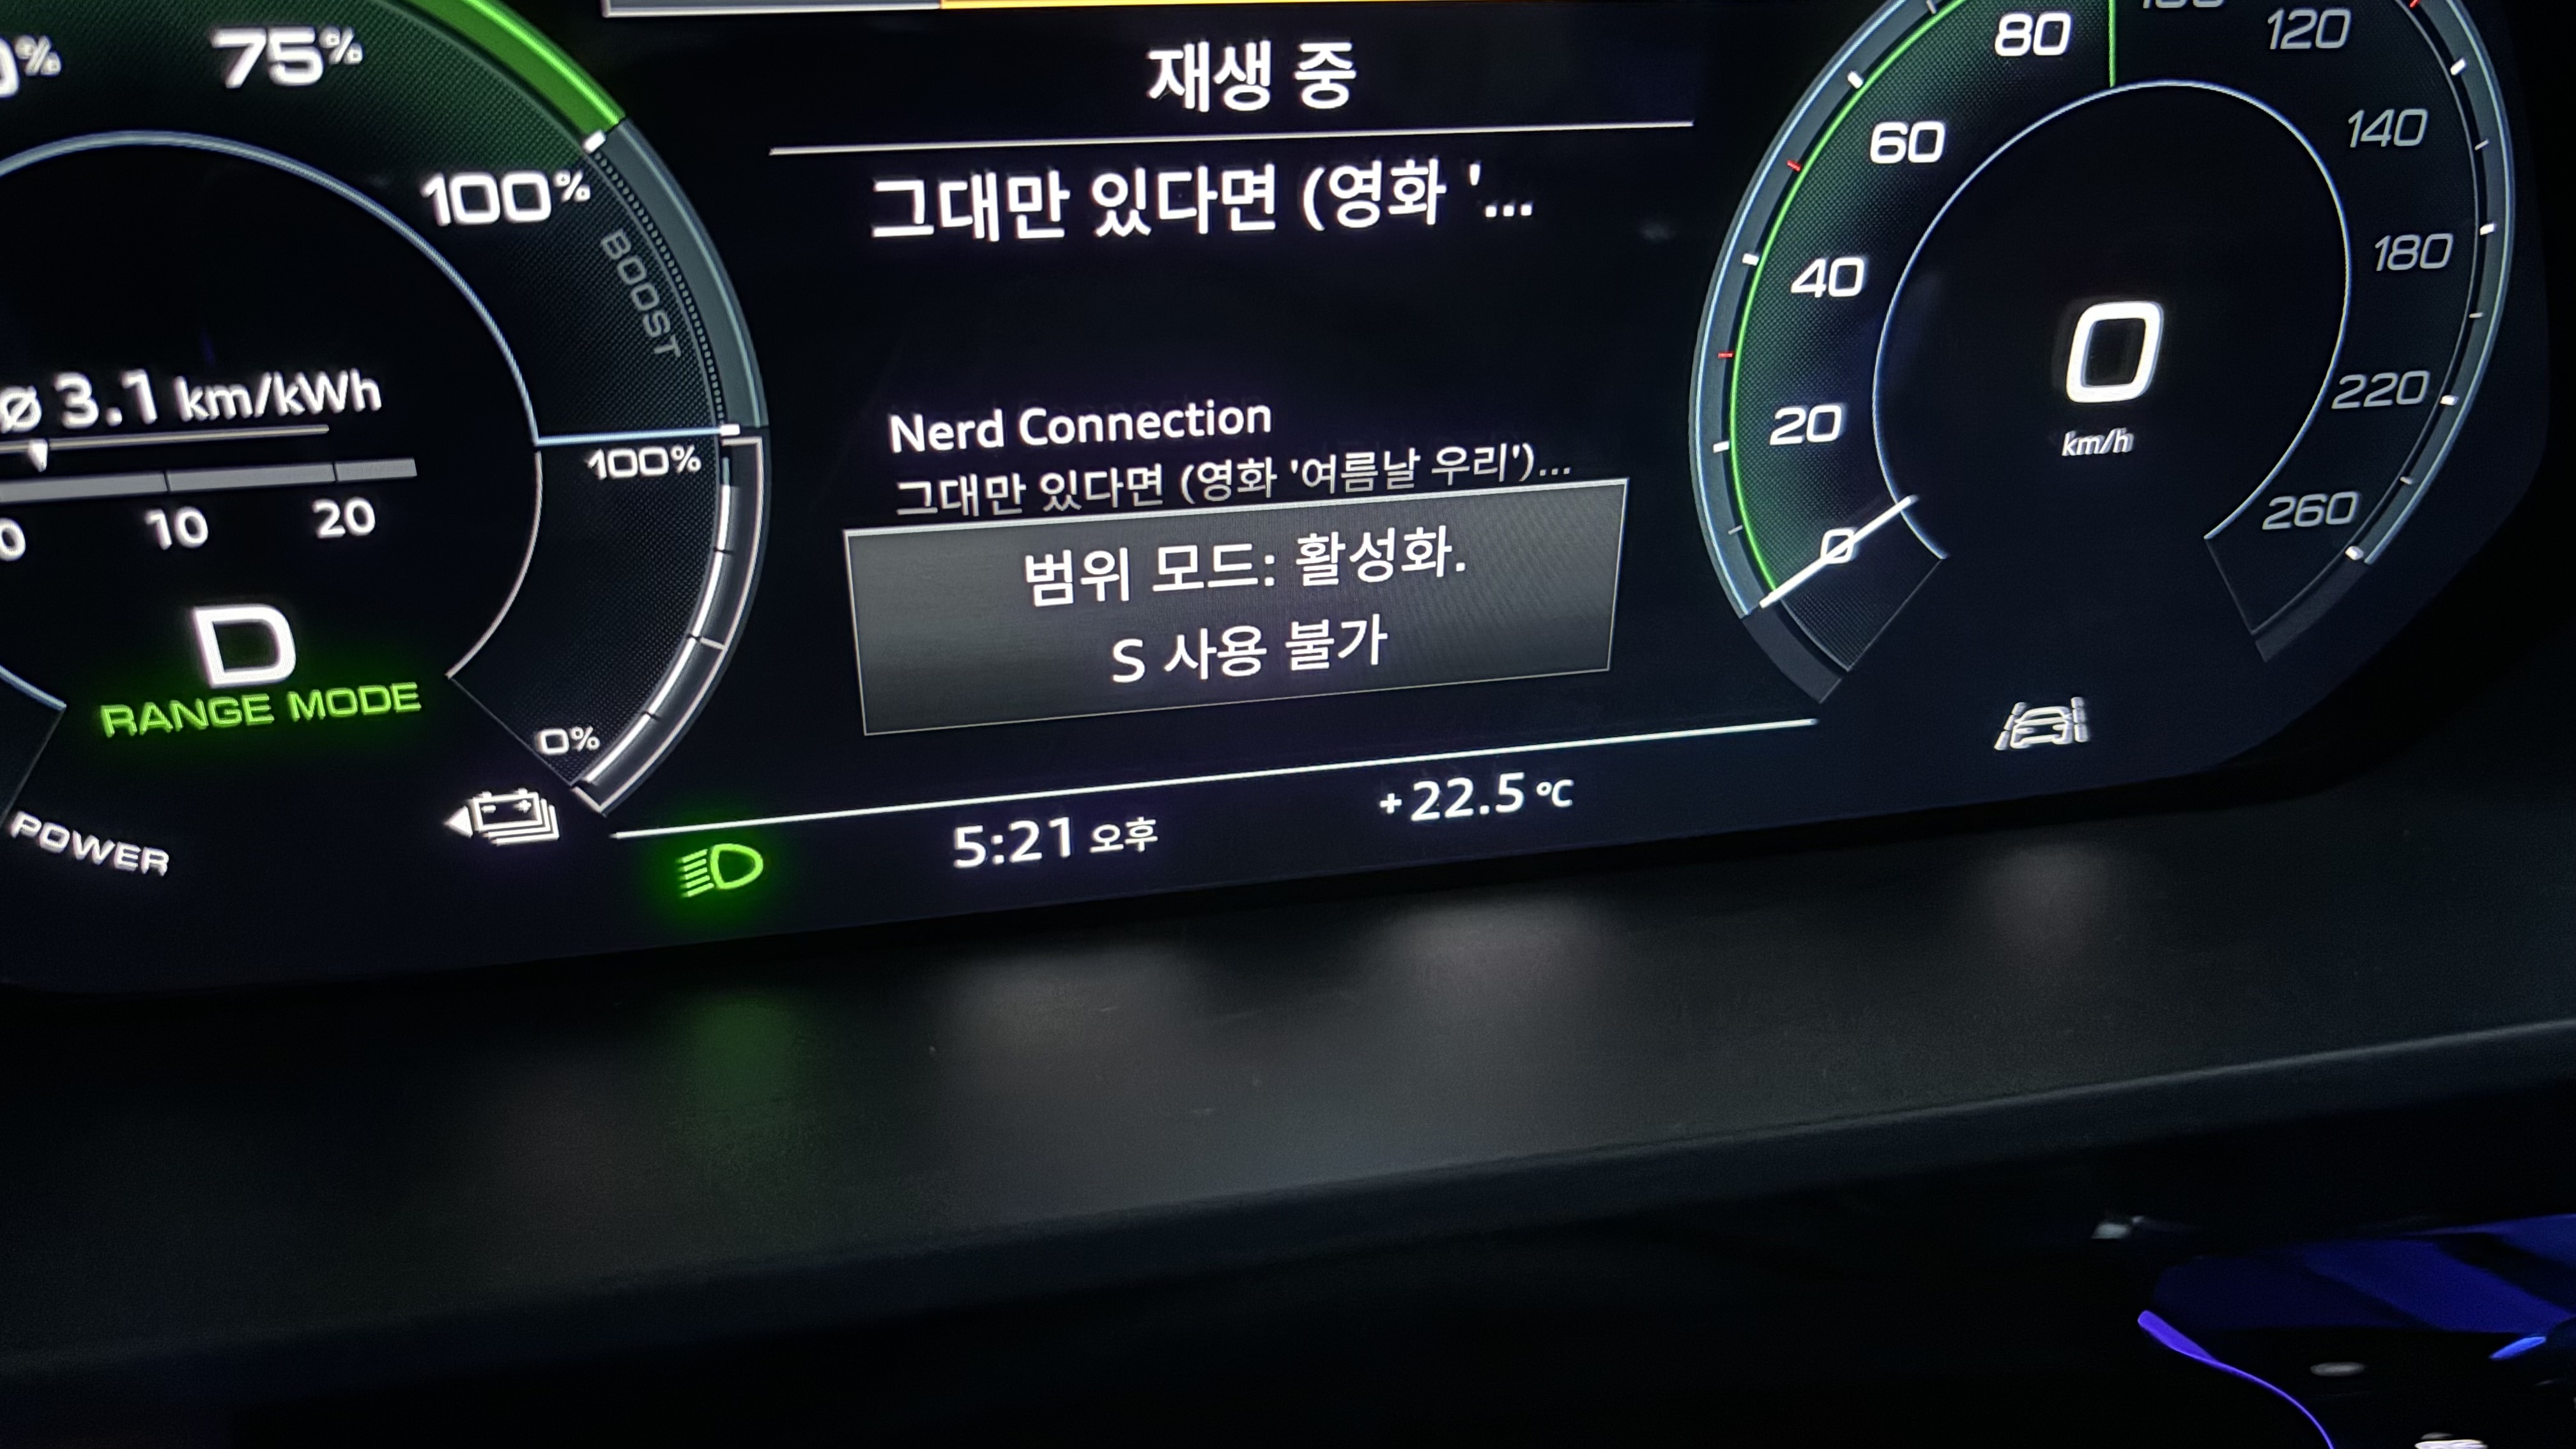 75%
100%
BOOST
ø 3.1 km/kWh
100%
10
20
D
RANGE MODE
0%
POWER
재생 중
그대만 있다면 (영화 '...
Nerd Connection
그대만 있다면 (영화 '여름날 우리')...
범위 모드: 활성화.
S 사용 불가
5:21 오후
+22.5 °C
0
20
40
60
80
120
140
180
220
260
0
km/h